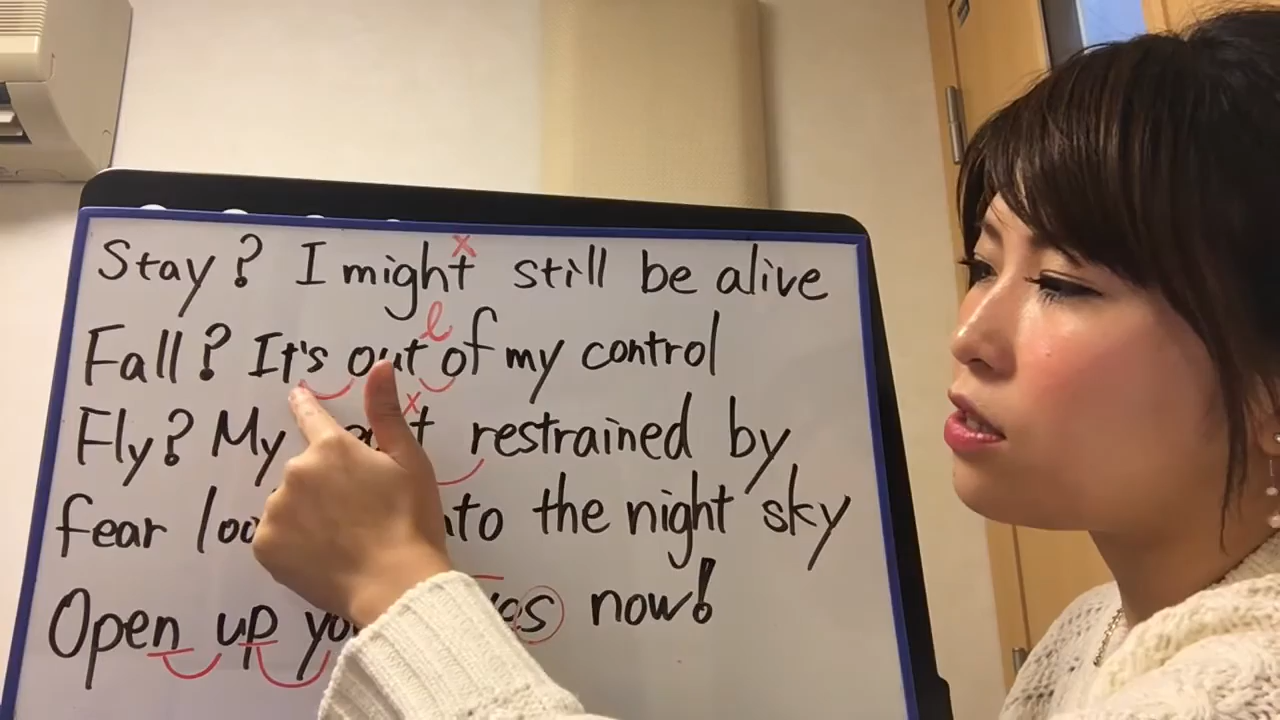 Stay? I might still be alive
Fall? It's out of my control
Fly? My restrained by
fear the night sky
Open up now!
x
l
x